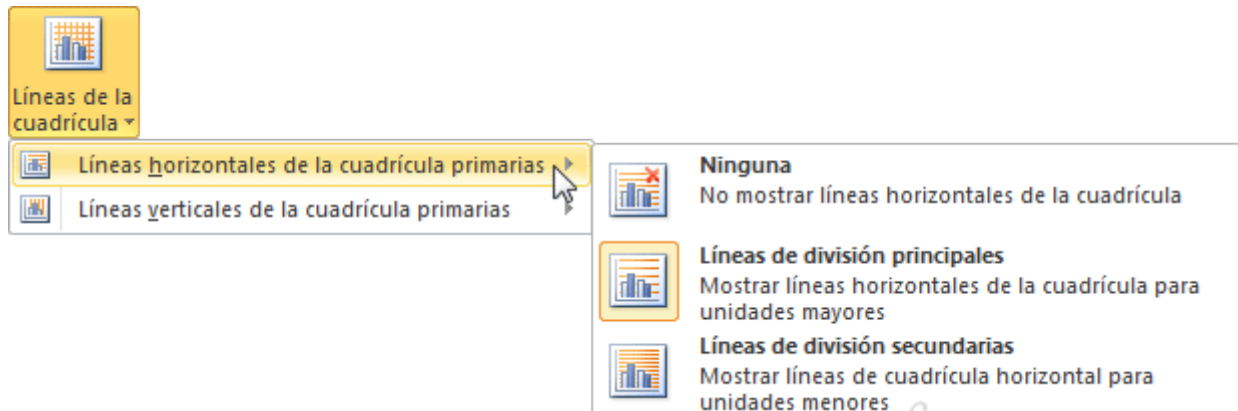 Líneas de la
cuadrícula
Líneas horizontales de la cuadrícula primarias
Líneas verticales de la cuadrícula primarias
Ninguna
No mostrar líneas horizontales de la cuadrícula
Líneas de división principales
Mostrar líneas horizontales de la cuadrícula para
unidades mayores
Líneas de división secundarias
Mostrar líneas de cuadrícula horizontal para
unidades menores